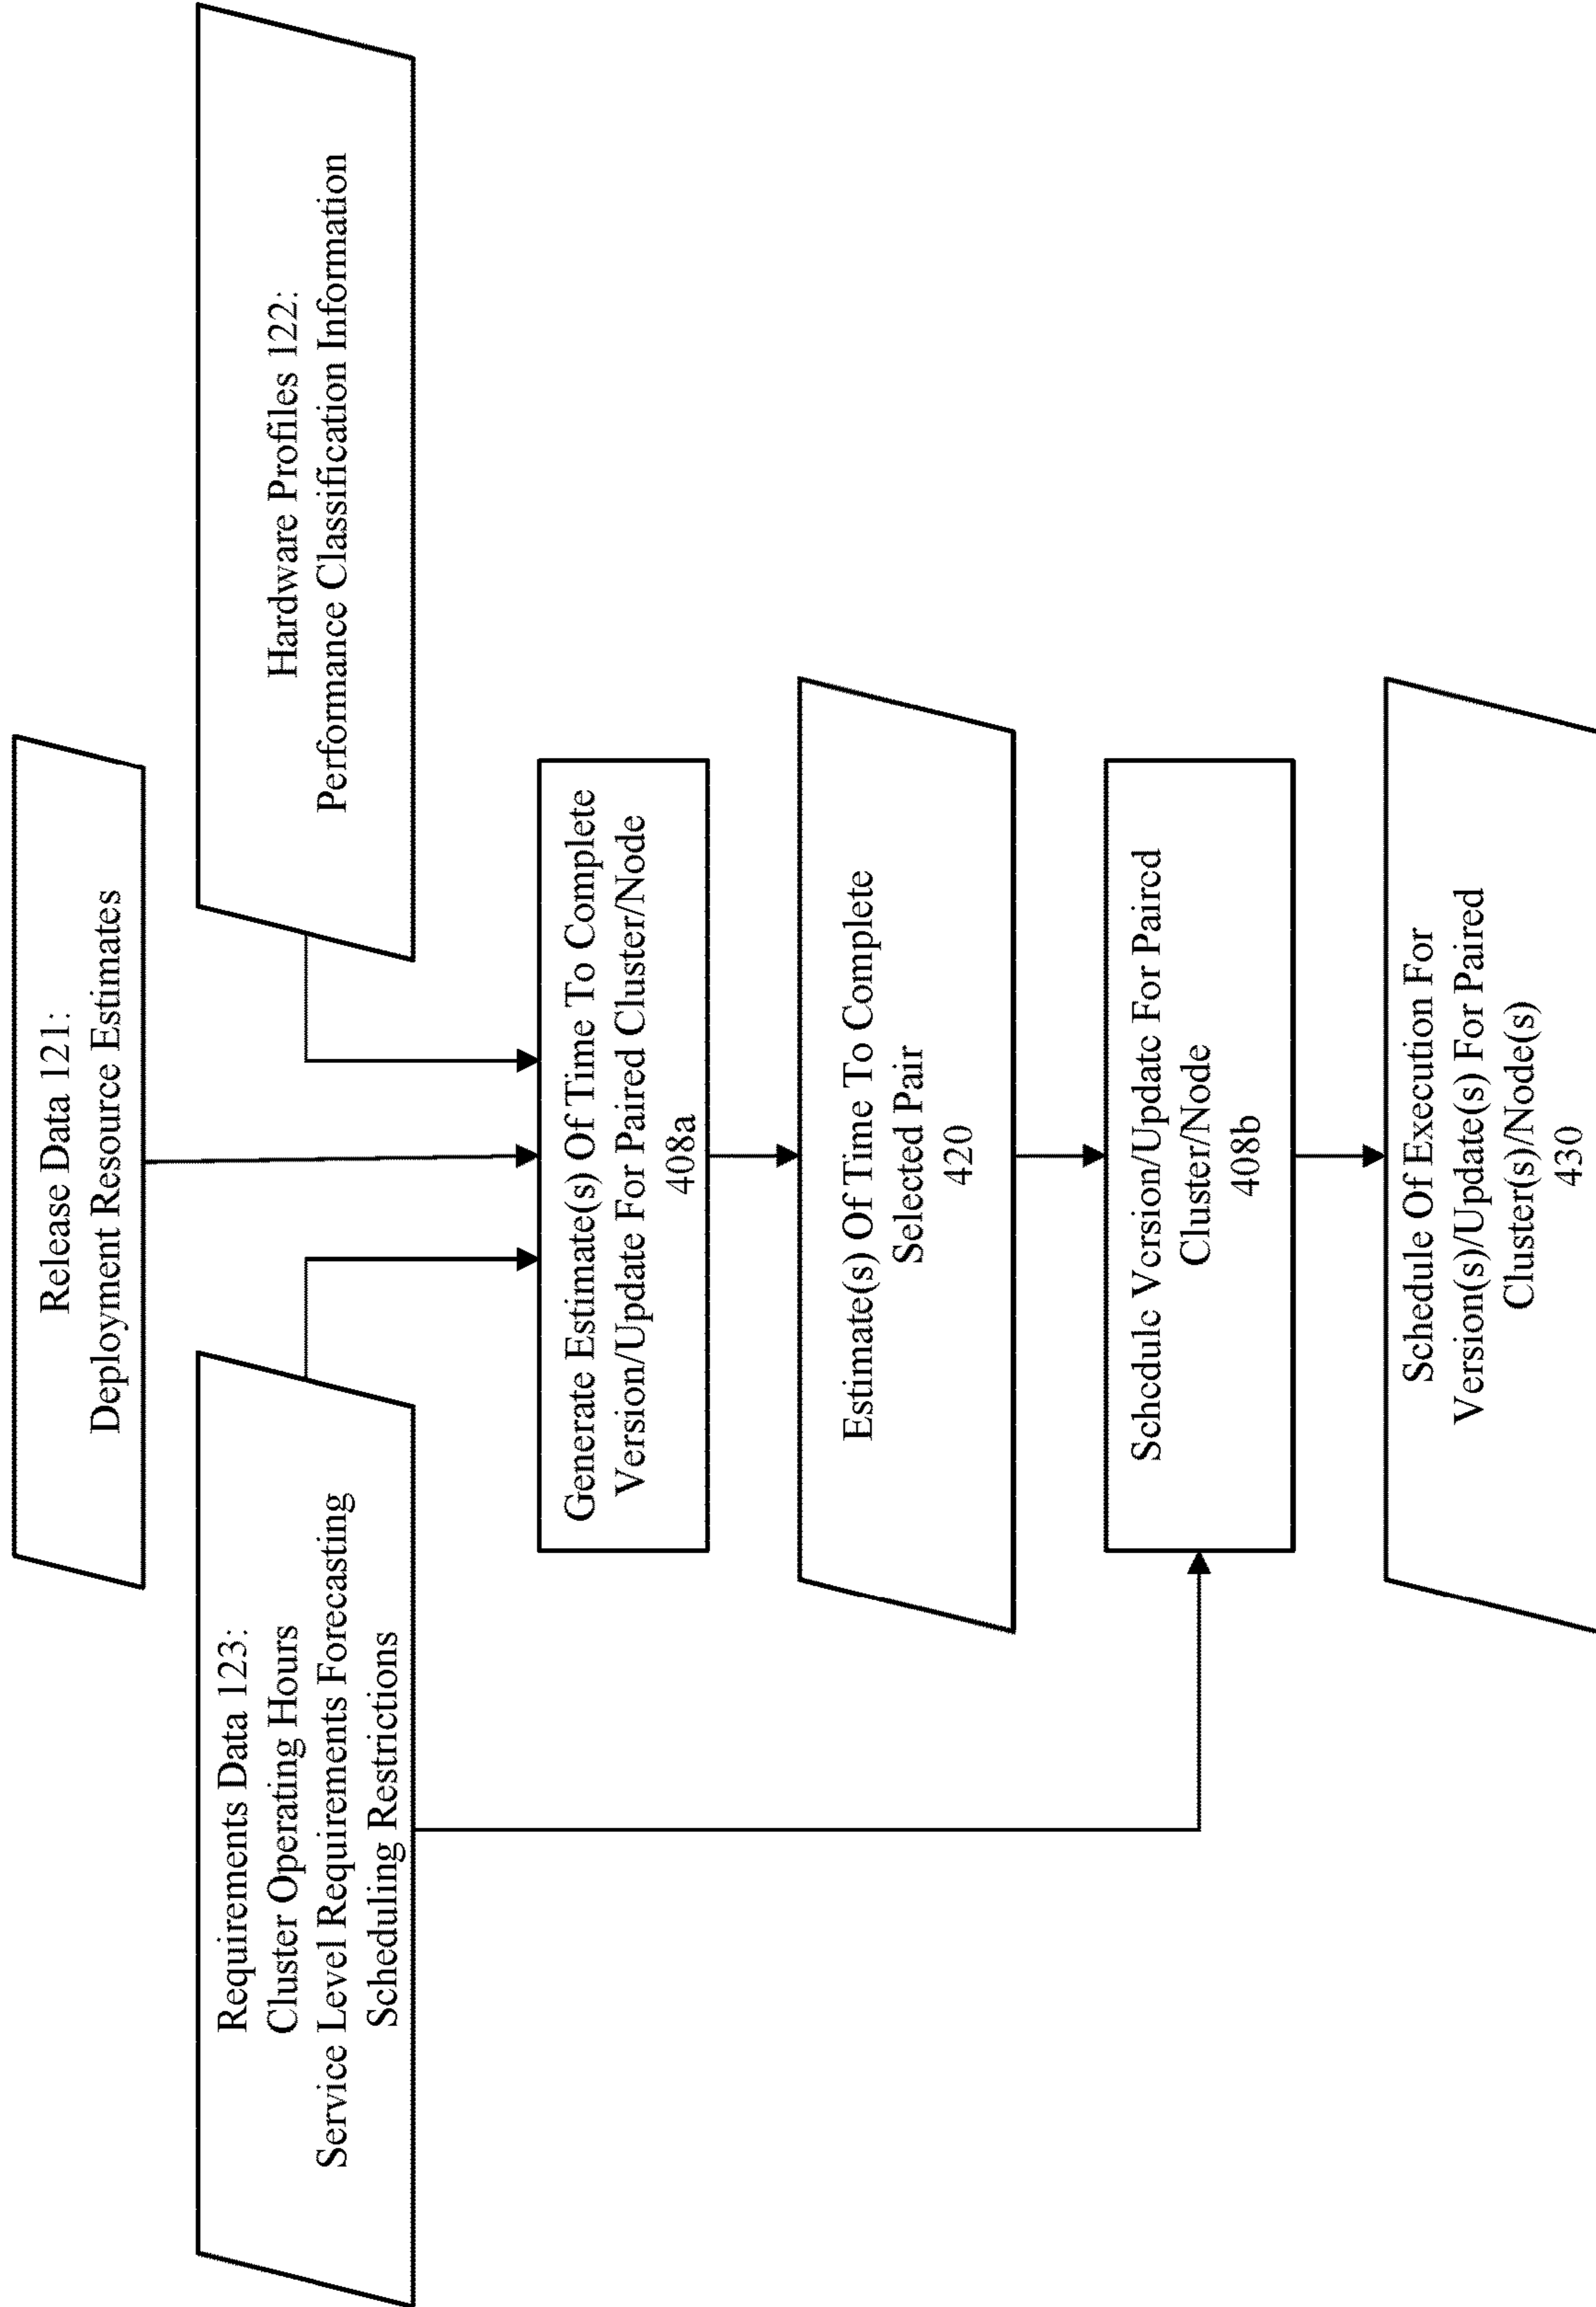 Release Data 121:
Deployment Resource Estimates
Requirements Data 123:
Cluster Operating Hours
Service Level Requirements Forecasting
Scheduling Restrictions
Hardware Profiles 122:
Performance Classification Information
Generate Estimate(s) Of Time To Complete
Version/Update For Paired Cluster/Node
408a
Estimate(s) Of Time To Complete
Selected Pair
420
Schedule Version/Update For Paired
Cluster/Node
408b
Schedule Of Execution For
Version(s)/Update(s) For Paired
Cluster(s)/Node(s)
430